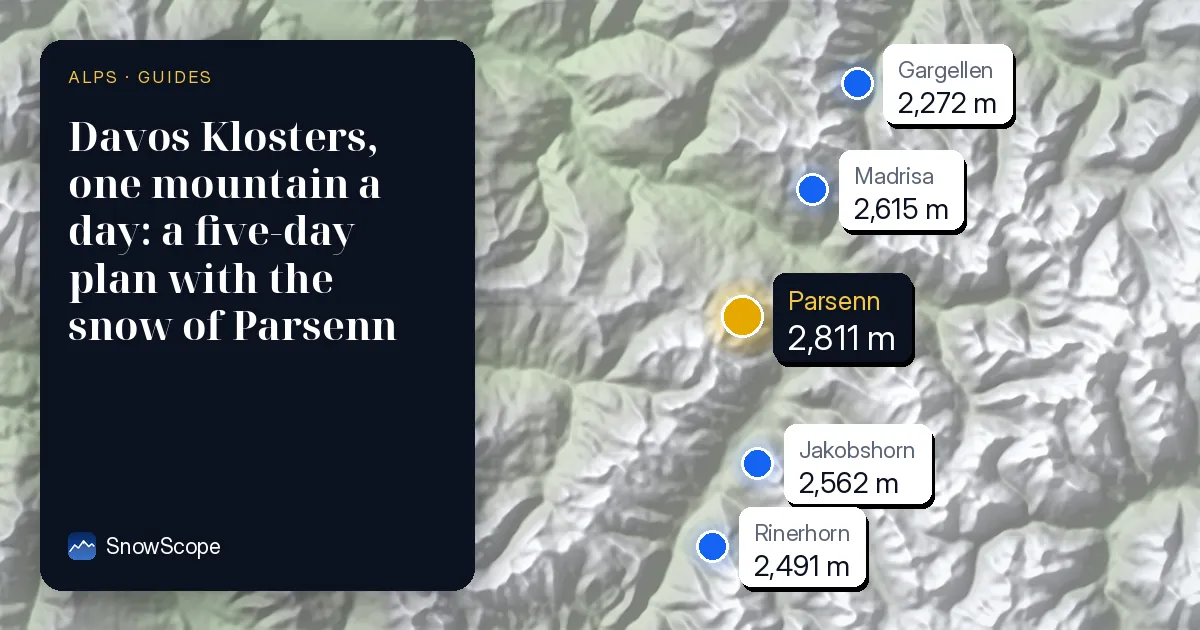 ALPS · GUIDES
Davos Klosters,
one mountain a
day: a five-day
plan with the
snow of Parsenn
SnowScope
Gargellen
2,272 m
Madrisa
2,615 m
Parsenn
2,811 m
Jakobshorn
2,562 m
Rinerhorn
2,491 m